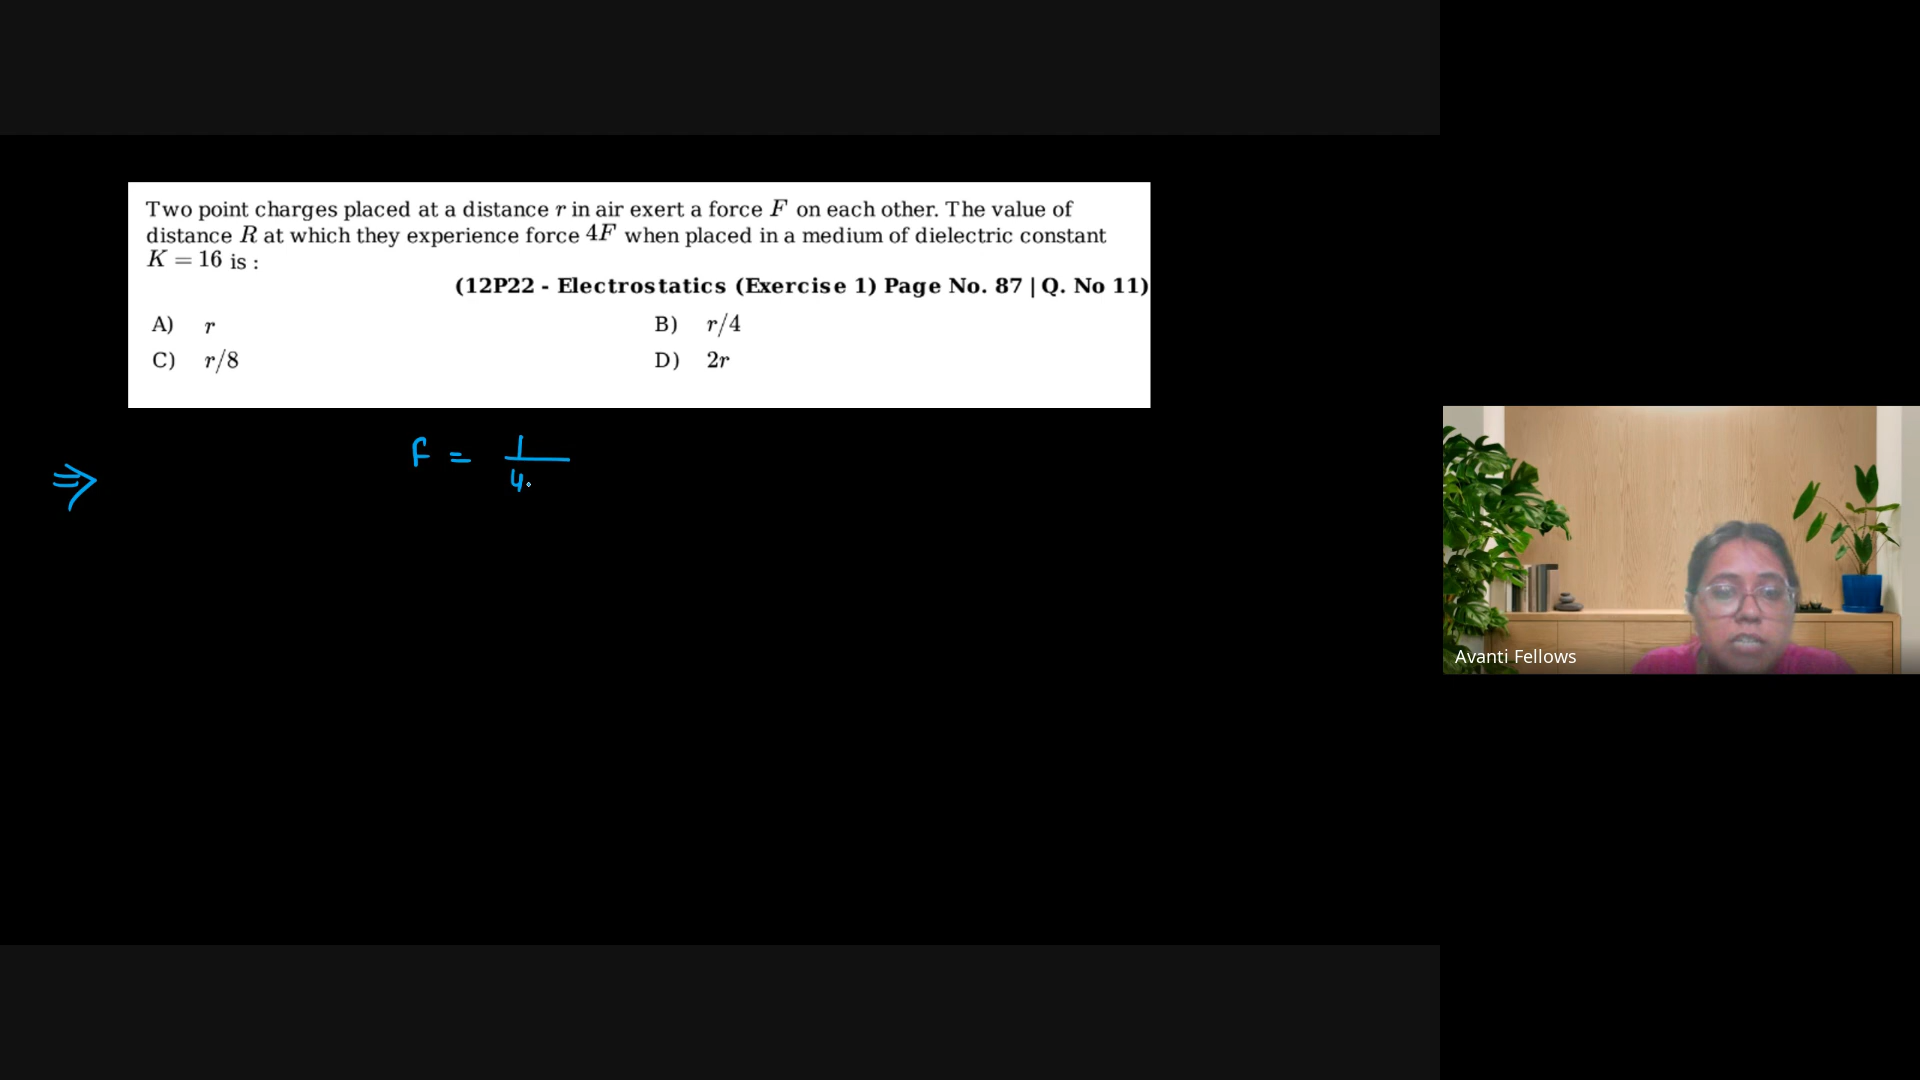 Two point charges placed at a distance r in air exert a force F on each other. The value of
distance R at which they experience force 4F when placed in a medium of dielectric constant
K = 16 is :
(12P22 - Electrostatics (Exercise 1) Page No. 87 | Q. No 11)
A) r B) r/4
C) r/8 D) 2r
F = 1/4
Avanti Fellows